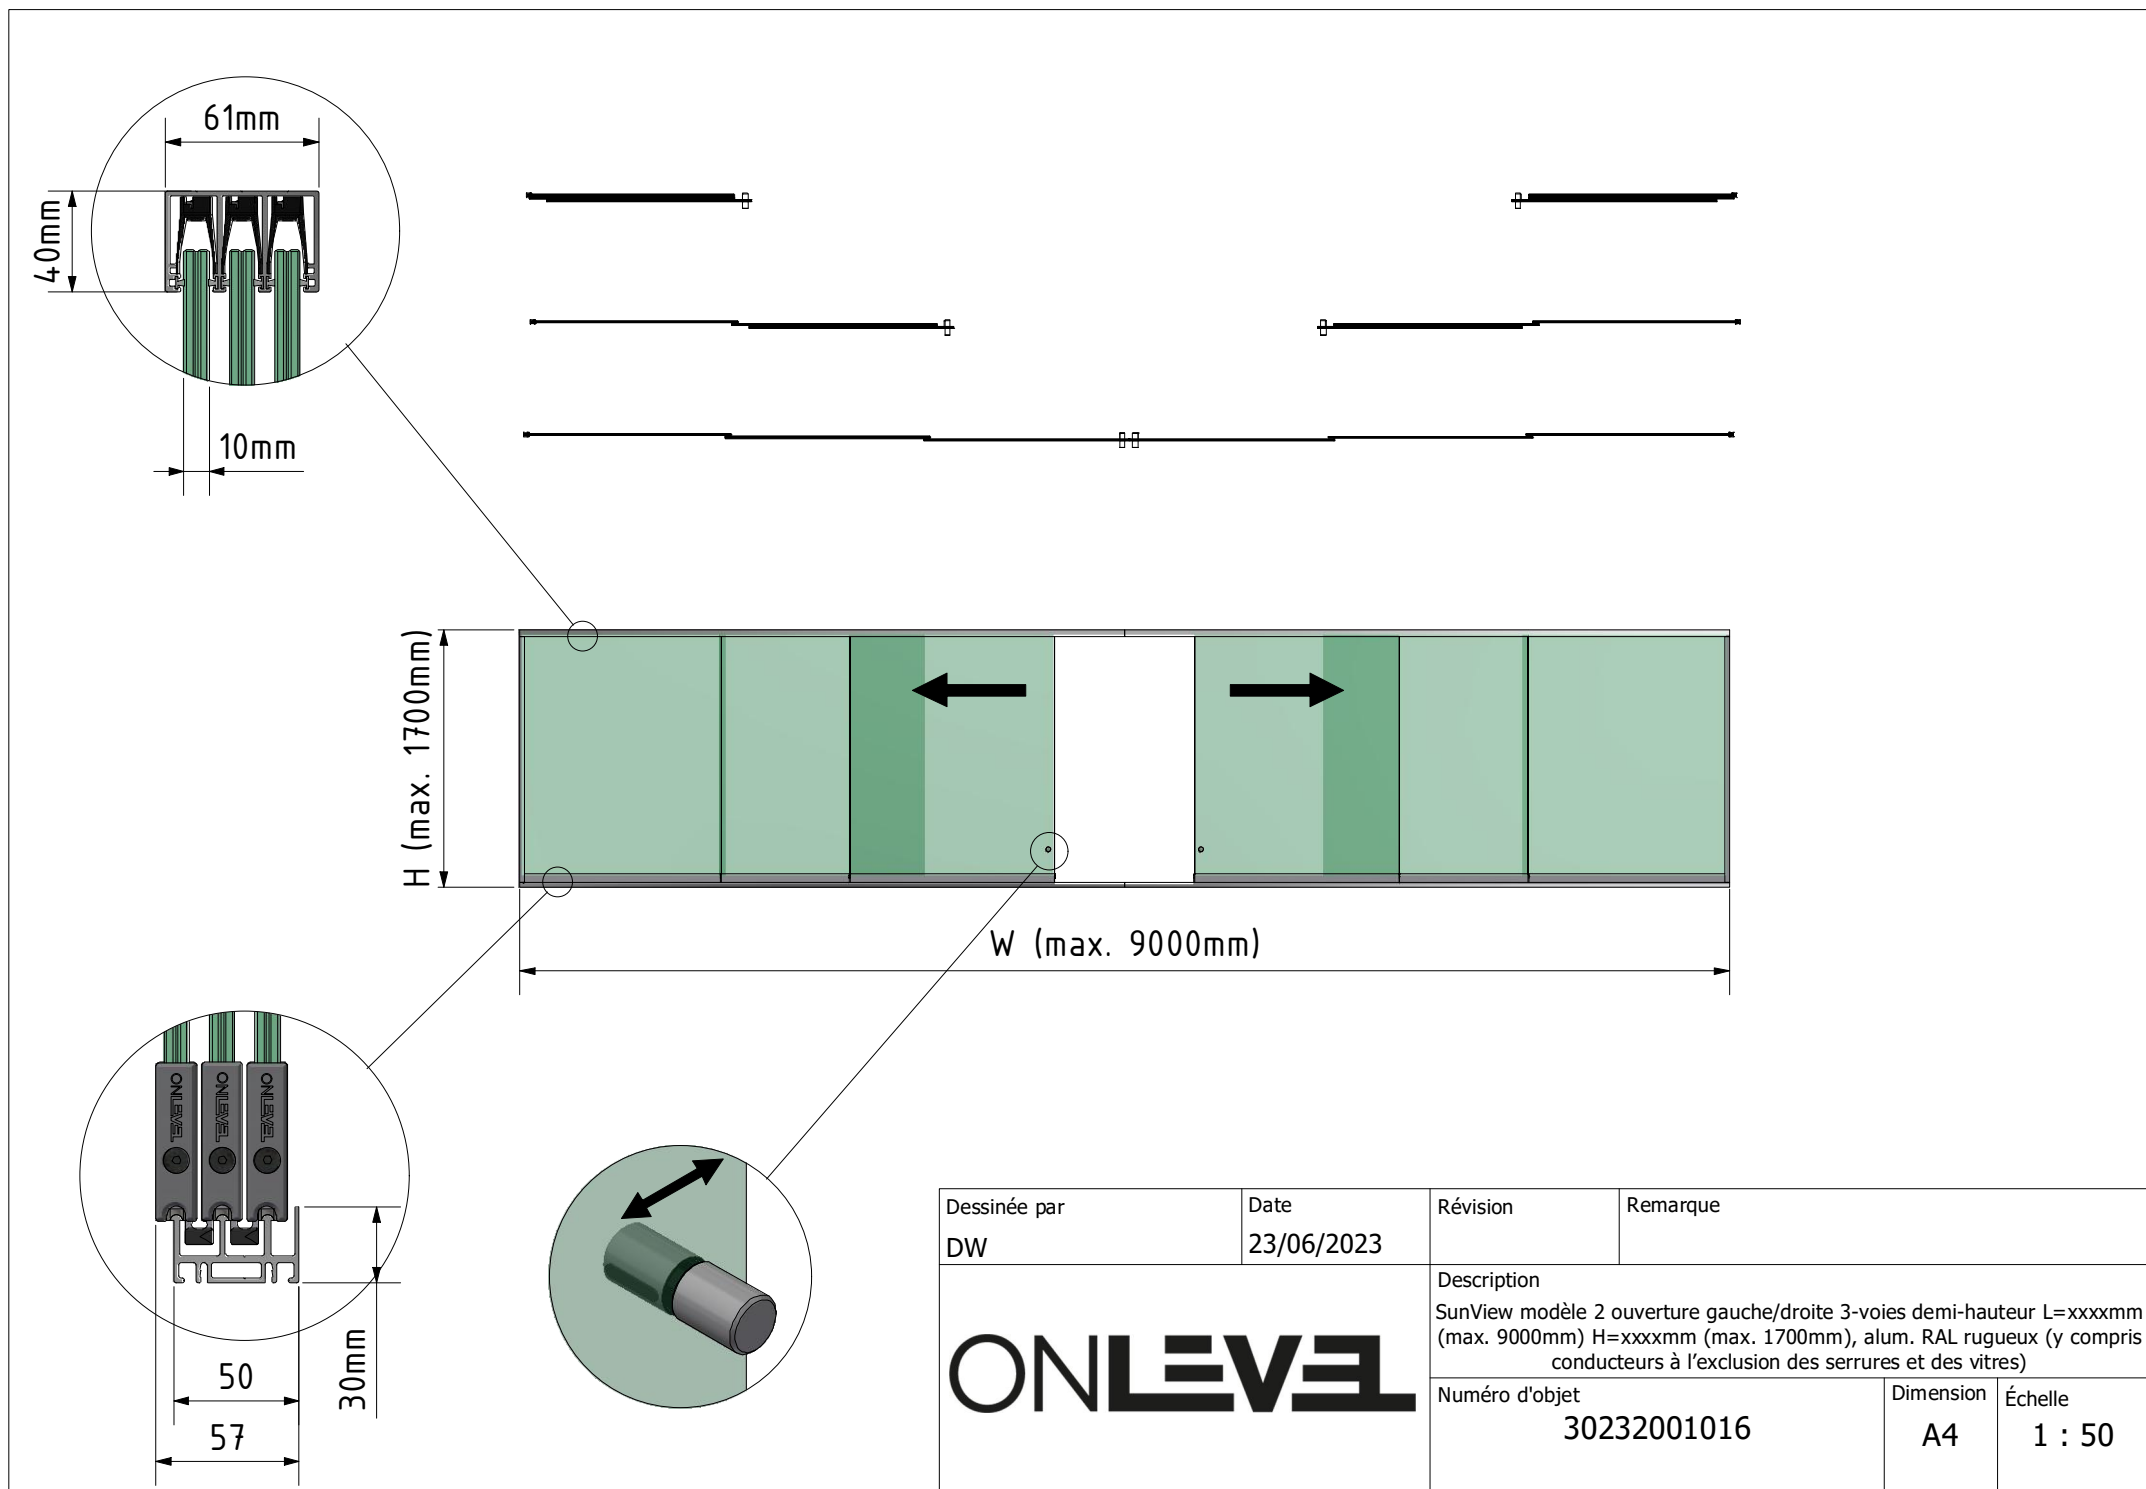 61mm
40mm
10mm
H (max. 1700mm)
W (max. 9000mm)
ONLEVEL
ONLEVEL
ONLEVEL
30mm
50
57
Dessinée par
DW
Date
23/06/2023
Révision
Remarque
ONLEVEL
Description
SunView modèle 2 ouverture gauche/droite 3-voies demi-hauteur L=xxxxmm
(max. 9000mm) H=xxxxmm (max. 1700mm), alum. RAL rugueux (y compris
conducteurs à l'exclusion des serrures et des vitres)
Numéro d'objet
30232001016
Dimension
A4
Échelle
1 : 50